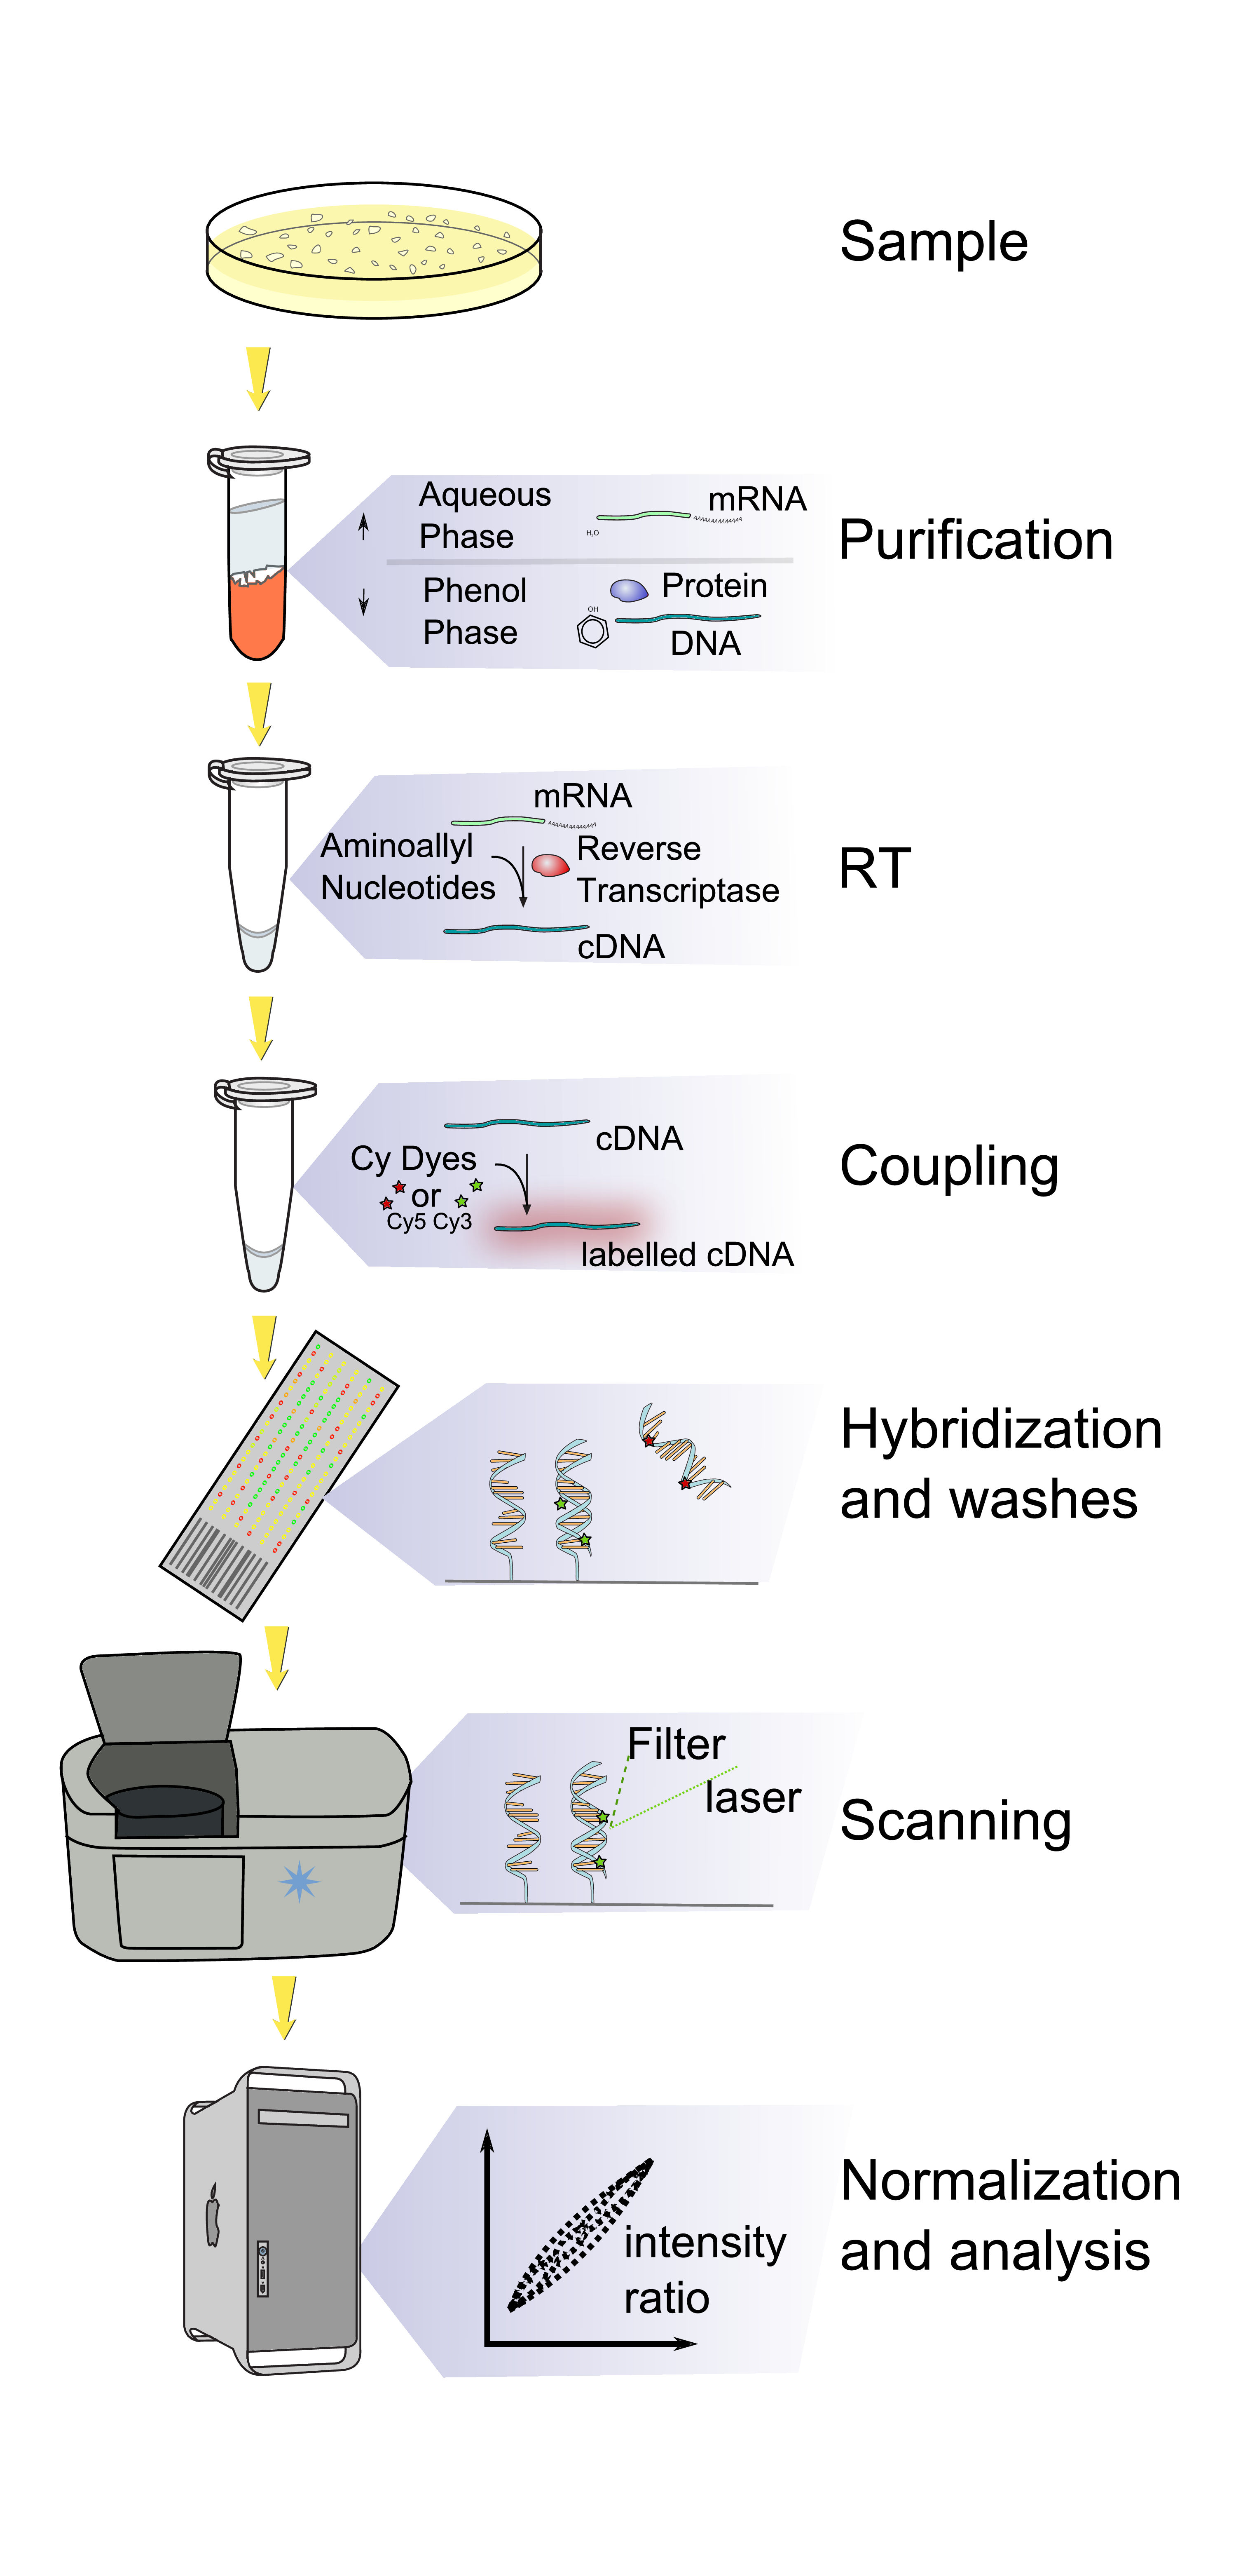 Sample
Aqueous
Phase
mRNA
H2O
Phenol
Phase
Protein
OH
DNA
Purification
mRNA
Aminoallyl
Nucleotides
Reverse
Transcriptase
cDNA
RT
cDNA
Cy Dyes
or
Cy5 Cy3
labelled cDNA
Coupling
Hybridization
and washes
Filter
laser
Scanning
intensity
ratio
Normalization
and analysis